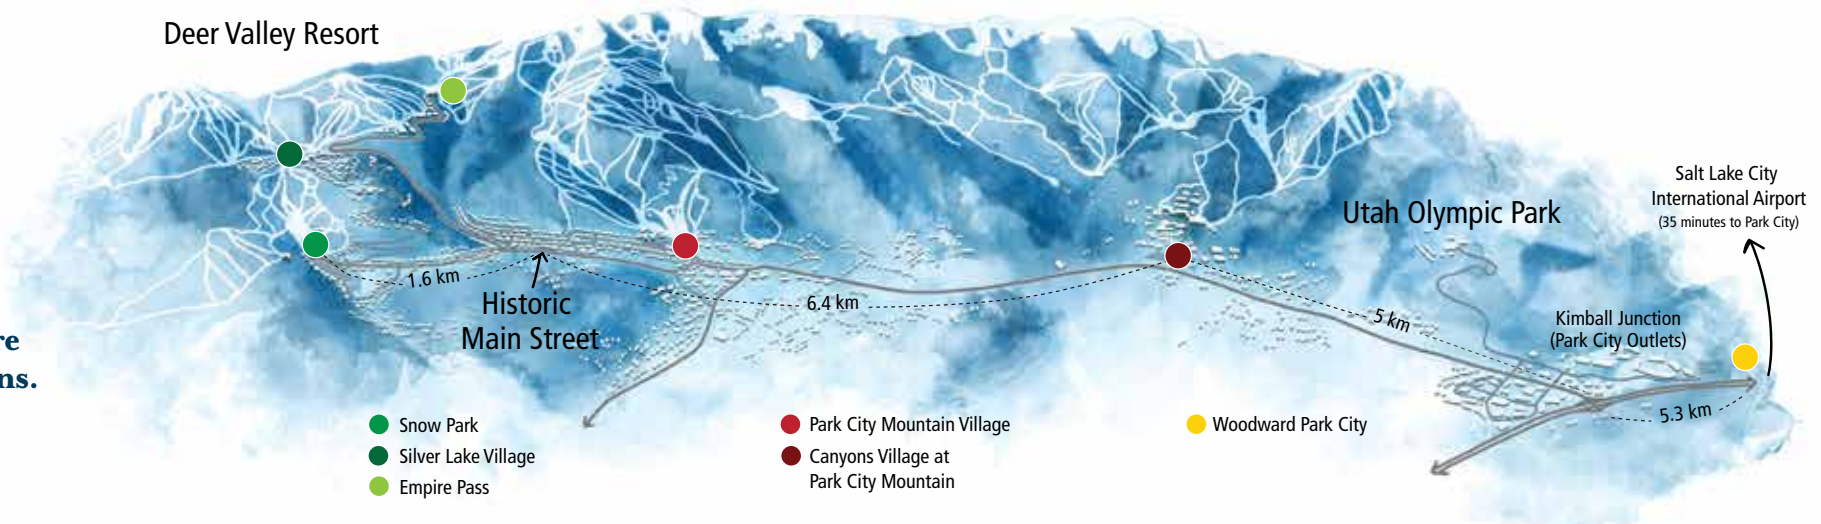 Deer Valley Resort
Salt Lake City
International Airport
(35 minutes to Park City)
Utah Olympic Park
1.6 km
Historic
Main Street
6.4 km
5 km
Kimball Junction
(Park City Outlets)
5.3 km
re
ns.
Snow Park
Silver Lake Village
Empire Pass
Park City Mountain Village
Canyons Village at
Park City Mountain
Woodward Park City